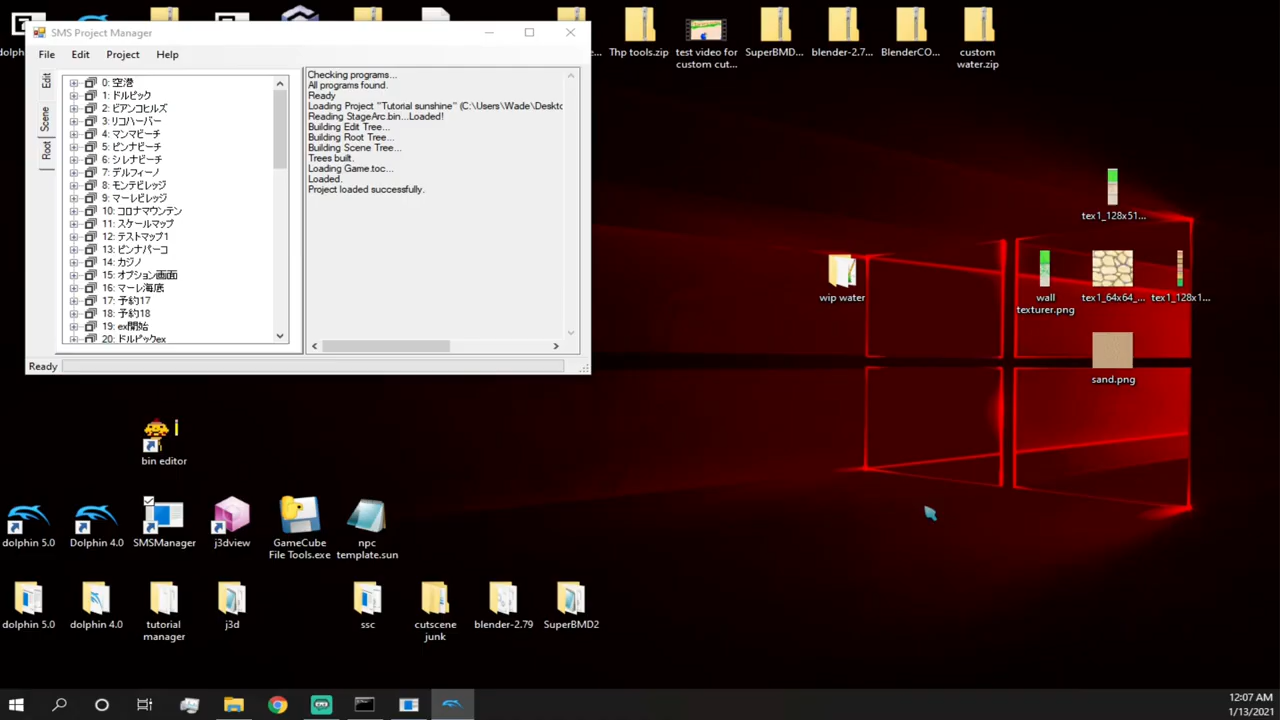 SMS Project Manager
File Edit Project Help
Edit
Scene
Root
0: 空港
1: ドルピック
2: ビアンコヒルズ
3: リコハーバー
4: マンマビーチ
5: ピンナビーチ
6: シレナビーチ
7: デルフィーノ
8: モンテビレッジ
9: マーレビレッジ
10: コロナマウンテン
11: スケールマップ
12: テストマップ1
13: ピンナパーコ
14: カジノ
15: オプション画面
16: マーレ海底
17: 予約17
18: 予約18
19: ex開始
20: ドルピックex
Checking programs...
All programs found.
Ready
Loading Project "Tutorial sunshine" (C:\Users\Wade\Deskto
Reading StageArc.bin...Loaded!
Building Edit Tree...
Building Root Tree...
Building Scene Tree...
Trees built.
Loading Game.toc...
Loaded.
Project loaded successfully.
Ready
Thp tools.zip
test video for
custom cut...
SuperBMD...
blender-2.7...
BlenderCO...
custom
water.zip
tex1_128x51...
wip water
wall
texturer.png
tex1_64x64_...
tex1_128x1...
sand.png
bin editor
dolphin 5.0
Dolphin 4.0
SMSManager
j3dview
GameCube
File Tools.exe
npc
template.sun
dolphin 5.0
dolphin 4.0
tutorial
manager
j3d
ssc
cutscene
junk
blender-2.79
SuperBMD2
12:07 AM
1/13/2021